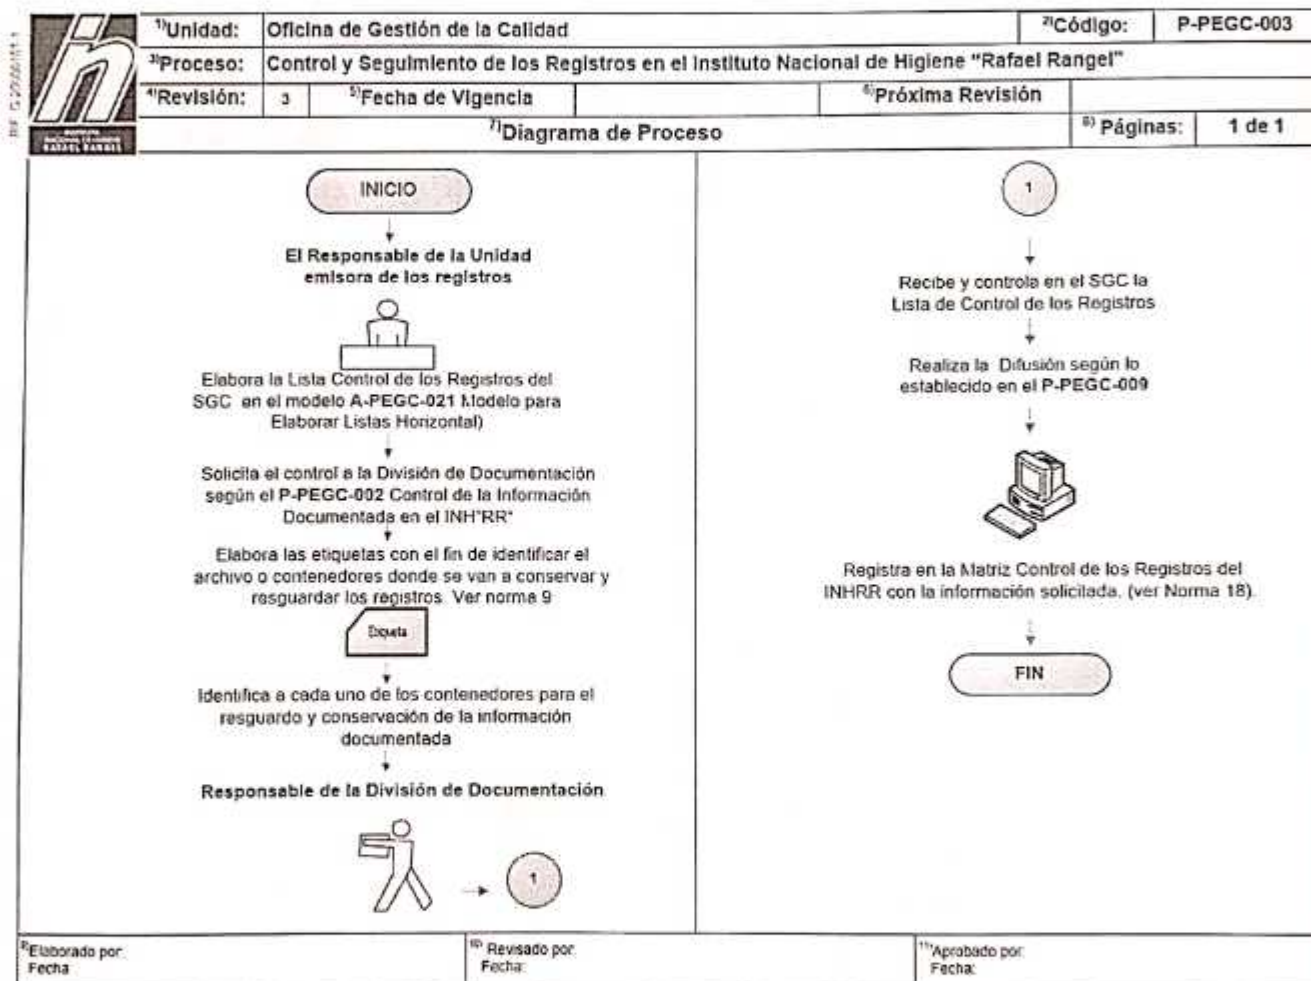 1)Unidad: Oficina de Gestión de la Calidad 2)Código: P-PEGC-003
3)Proceso: Control y Seguimiento de los Registros en el Instituto Nacional de Higiene "Rafael Rangel"
4)Revisión: 3 5)Fecha de Vigencia 6)Próxima Revisión
7)Diagrama de Proceso 8) Páginas: 1 de 1
RAFAEL RANGEL
INICIO
El Responsable de la Unidad
emisora de los registros
Elabora la Lista Control de los Registros del
SGC en el modelo A-PEGC-021 Modelo para
Elaborar Listas Horizontal)
Solicita el control a la División de Documentación
según el P-PEGC-002 Control de la Información
Documentada en el INH"RR"
Elabora las etiquetas con el fin de identificar el
archivo o contenedores donde se van a conservar y
resguardar los registros. Ver norma 9
Etiqueta
Identifica a cada uno de los contenedores para el
resguardo y conservación de la información
documentada
Responsable de la División de Documentación
1
1
Recibe y controla en el SGC la
Lista de Control de los Registros
Realiza la Difusión según lo
establecido en el P-PEGC-009
Registra en la Matriz Control de los Registros del
INHRR con la información solicitada. (ver Norma 18).
FIN
9)Elaborado por:
Fecha
10) Revisado por:
Fecha:
11)Aprobado por:
Fecha: